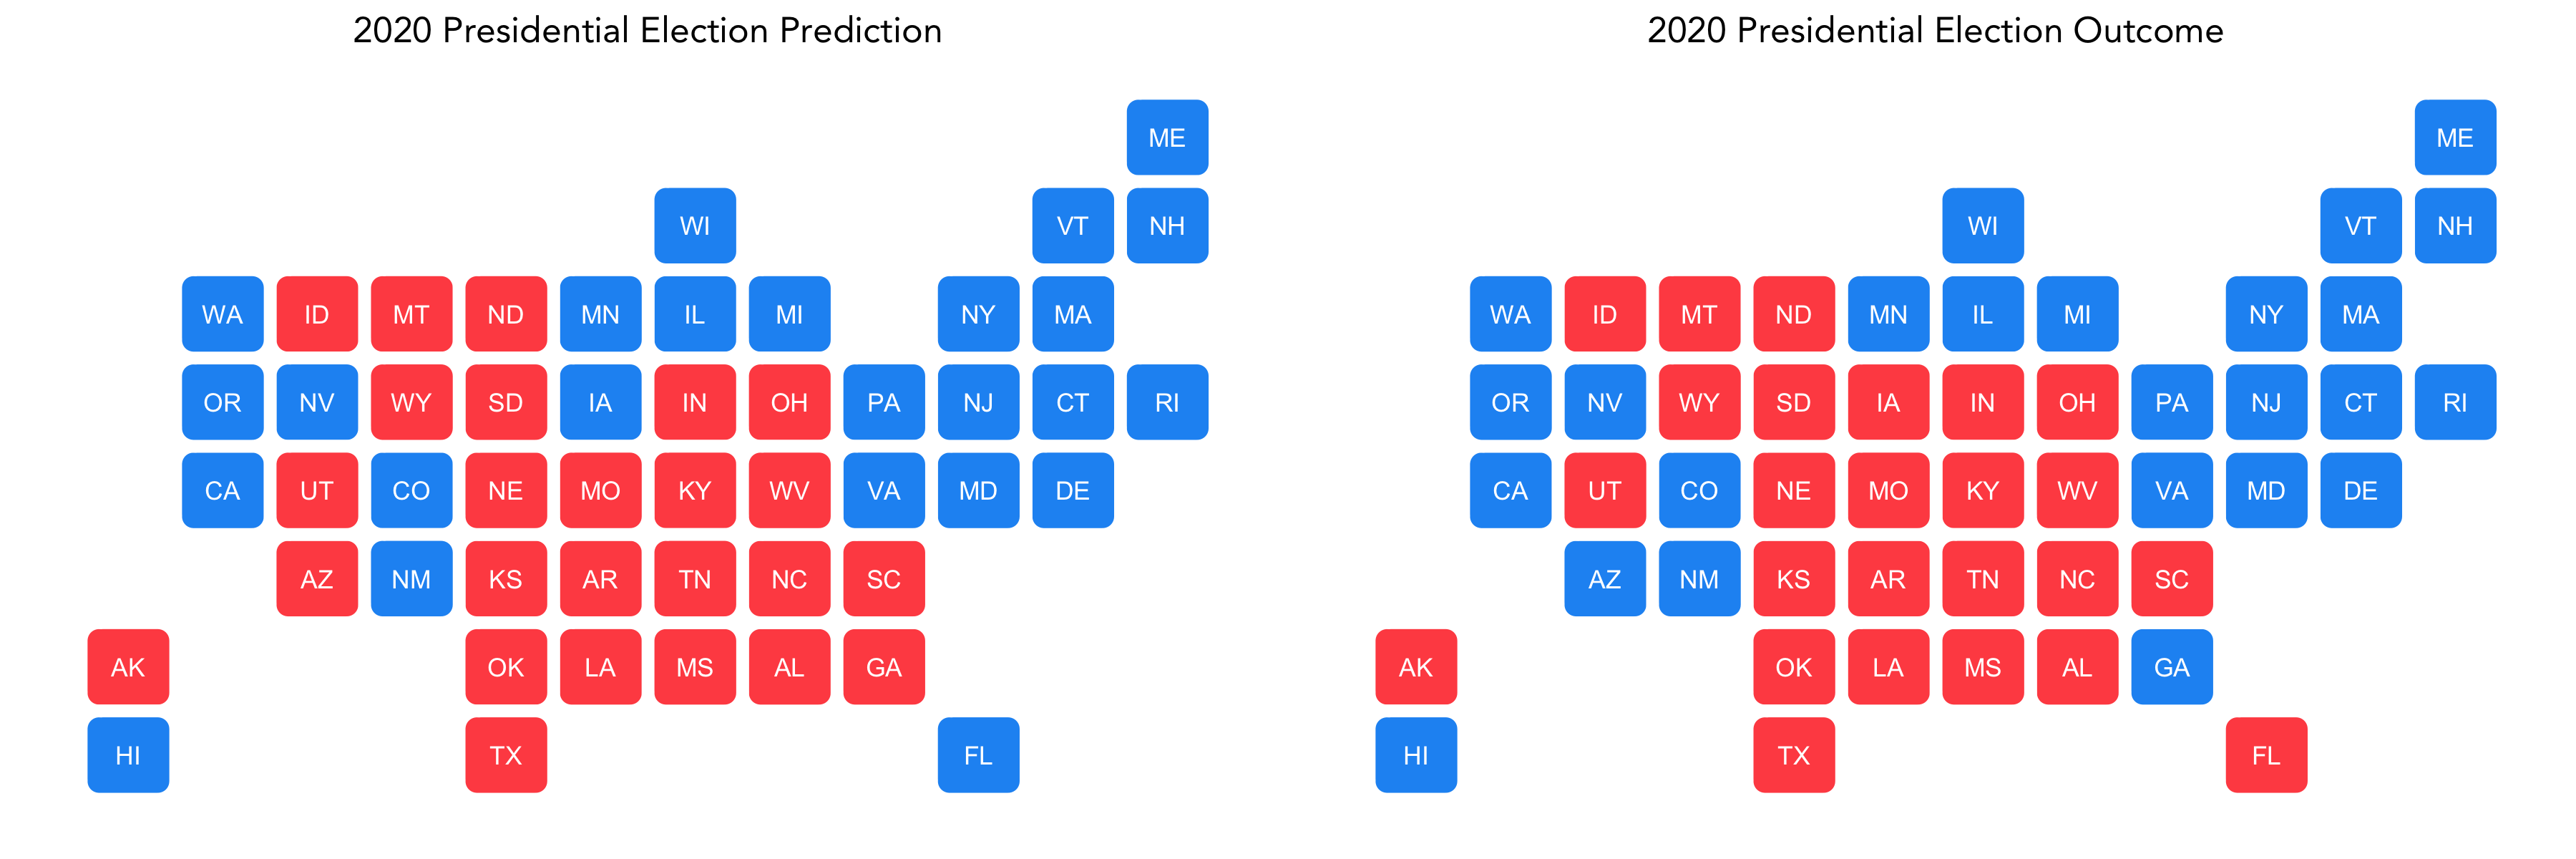 2020 Presidential Election Prediction
ME
WI VT NH
WA ID MT ND MN IL MI NY MA
OR NV WY SD IA IN OH PA NJ CT RI
CA UT CO NE MO KY WV VA MD DE
AZ NM KS AR TN NC SC
AK OK LA MS AL GA
HI TX FL
2020 Presidential Election Outcome
ME
WI VT NH
WA ID MT ND MN IL MI NY MA
OR NV WY SD IA IN OH PA NJ CT RI
CA UT CO NE MO KY WV VA MD DE
AZ NM KS AR TN NC SC
AK OK LA MS AL GA
HI TX FL